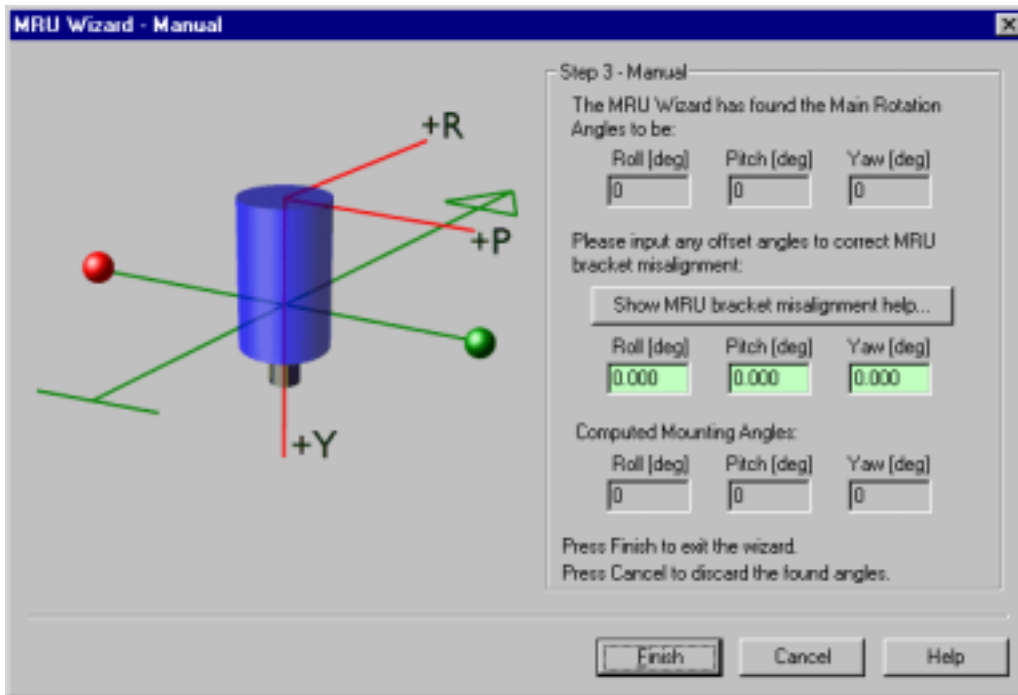 MRU Wizard - Manual
+R
+P
+Y
Step 3 - Manual
The MRU Wizard has found the Main Rotation
Angles to be:
Roll [deg] Pitch [deg] Yaw [deg]
0 0 0
Please input any offset angles to correct MRU
bracket misalignment:
Show MRU bracket misalignment help...
Roll [deg] Pitch [deg] Yaw [deg]
0.000 0.000 0.000
Computed Mounting Angles:
Roll [deg] Pitch [deg] Yaw [deg]
0 0 0
Press Finish to exit the wizard.
Press Cancel to discard the found angles.
Finish Cancel Help